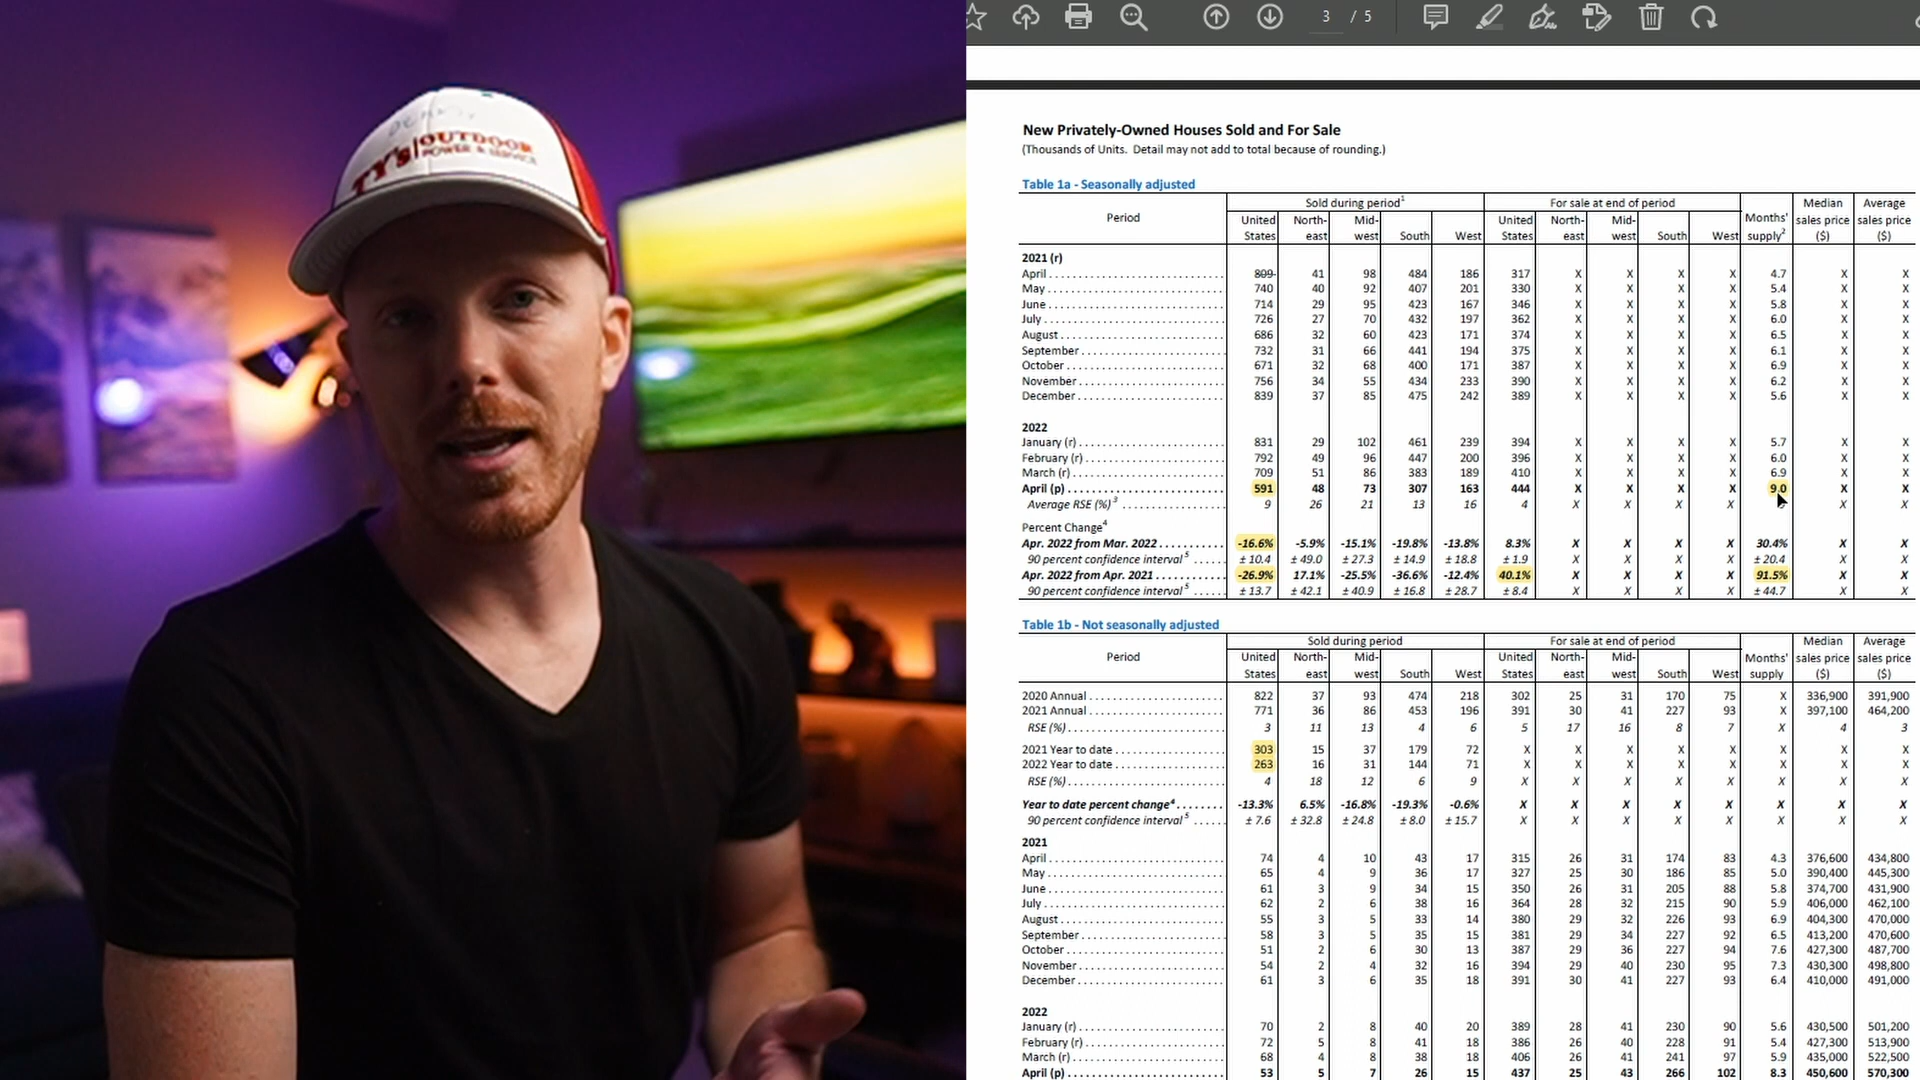 TY'S OUTDOOR
POWER & SERVICE
3 / 5
New Privately-Owned Houses Sold and For Sale
(Thousands of Units. Detail may not add to total because of rounding.)
Table 1a - Seasonally adjusted
Period
Sold during period1
For sale at end of period
Months' supply2
Median sales price ($)
Average sales price ($)
United States North-east Mid-west South West United States North-east Mid-west South West
2021 (r)
April 809 41 98 484 186 317 X X X X 4.7 X X
May 740 40 92 407 201 330 X X X X 5.4 X X
June 714 29 95 423 167 346 X X X X 5.8 X X
July 726 27 70 432 197 362 X X X X 6.0 X X
August 686 32 60 423 171 374 X X X X 6.5 X X
September 732 31 66 441 194 375 X X X X 6.1 X X
October 671 32 68 400 171 387 X X X X 6.9 X X
November 756 34 55 434 233 390 X X X X 6.2 X X
December 839 37 85 475 242 389 X X X X 5.6 X X
2022
January (r) 831 29 102 461 239 394 X X X X 5.7 X X
February (r) 792 49 96 447 200 396 X X X X 6.0 X X
March (r) 709 51 86 383 189 410 X X X X 6.9 X X
April (p) 591 48 73 307 163 444 X X X X 9.0 X X
Average RSE (%)3 9 26 21 13 16 4 X X X X X X
Percent Change4
Apr. 2022 from Mar. 2022 -16.6% -5.9% -15.1% -19.8% -13.8% 8.3% X X X X 30.4% X X
90 percent confidence interval5 ± 10.4 ± 49.0 ± 27.3 ± 14.9 ± 18.8 ± 1.9 X X X X ± 20.4 X X
Apr. 2022 from Apr. 2021 -26.9% 17.1% -25.5% -36.6% -12.4% 40.1% X X X X 91.5% X X
90 percent confidence interval5 ± 13.7 ± 42.1 ± 40.9 ± 16.8 ± 28.7 ± 8.4 X X X X ± 44.7 X X
Table 1b - Not seasonally adjusted
Period
Sold during period
For sale at end of period
Months' supply
Median sales price ($)
Average sales price ($)
United States North-east Mid-west South West United States North-east Mid-west South West
2020 Annual 822 37 93 474 218 302 25 31 170 75 X 336,900 391,900
2021 Annual 771 36 86 453 196 391 30 41 227 93 X 397,100 464,200
RSE (%) 3 11 13 4 6 5 17 16 8 7 X 4 3
2021 Year to date 303 15 37 179 72 X X X X X X X X
2022 Year to date 263 16 31 144 71 X X X X X X X X
RSE (%) 4 18 12 6 9 X X X X X X X X
Year to date percent change4 -13.3% 6.5% -16.8% -19.3% -0.6% X X X X X X X X
90 percent confidence interval5 ± 7.6 ± 32.8 ± 24.8 ± 8.0 ± 15.7 X X X X X X X X
2021
April 74 4 10 43 17 315 26 31 174 83 4.3 376,600 434,800
May 65 4 9 36 17 327 25 30 186 85 5.0 390,400 445,300
June 61 3 9 34 15 350 26 31 205 88 5.8 374,700 431,900
July 62 2 6 38 16 364 28 32 215 90 5.9 406,000 462,100
August 55 3 5 33 14 380 29 32 226 93 6.9 404,300 470,000
September 58 3 5 35 15 381 29 34 227 92 6.5 413,200 470,600
October 51 2 6 30 13 387 29 36 227 94 7.6 427,300 487,700
November 54 2 4 32 16 394 29 40 230 95 7.3 430,300 498,800
December 61 3 6 35 18 391 30 41 227 93 6.4 410,000 491,000
2022
January (r) 70 2 8 40 20 389 28 41 230 90 5.6 430,500 501,200
February (r) 72 5 8 41 18 386 26 40 228 91 5.4 427,300 513,900
March (r) 68 4 8 38 18 406 26 41 241 97 5.9 435,000 522,500
April (p) 53 5 7 26 15 437 25 43 266 102 8.3 450,600 570,300